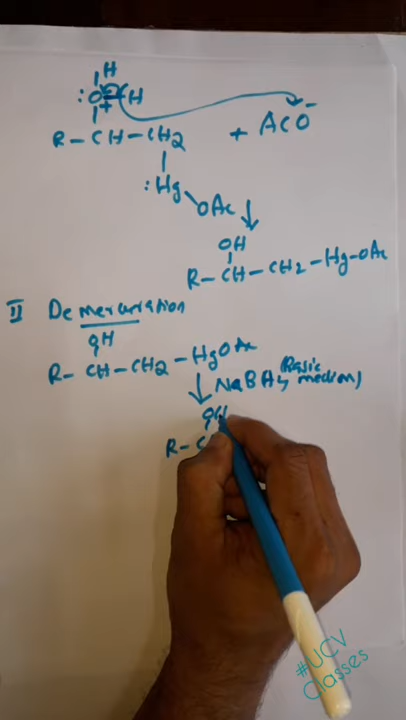 H
:O H
+
R-CH-CH2 + ACO-
:Hg
OAc
OH
R-CH-CH2-Hg-OAc
II Demercuration
OH
R-CH-CH2-HgOAc
NaBH4 (Basic medium)
OH
R-C
#UCV
Classes